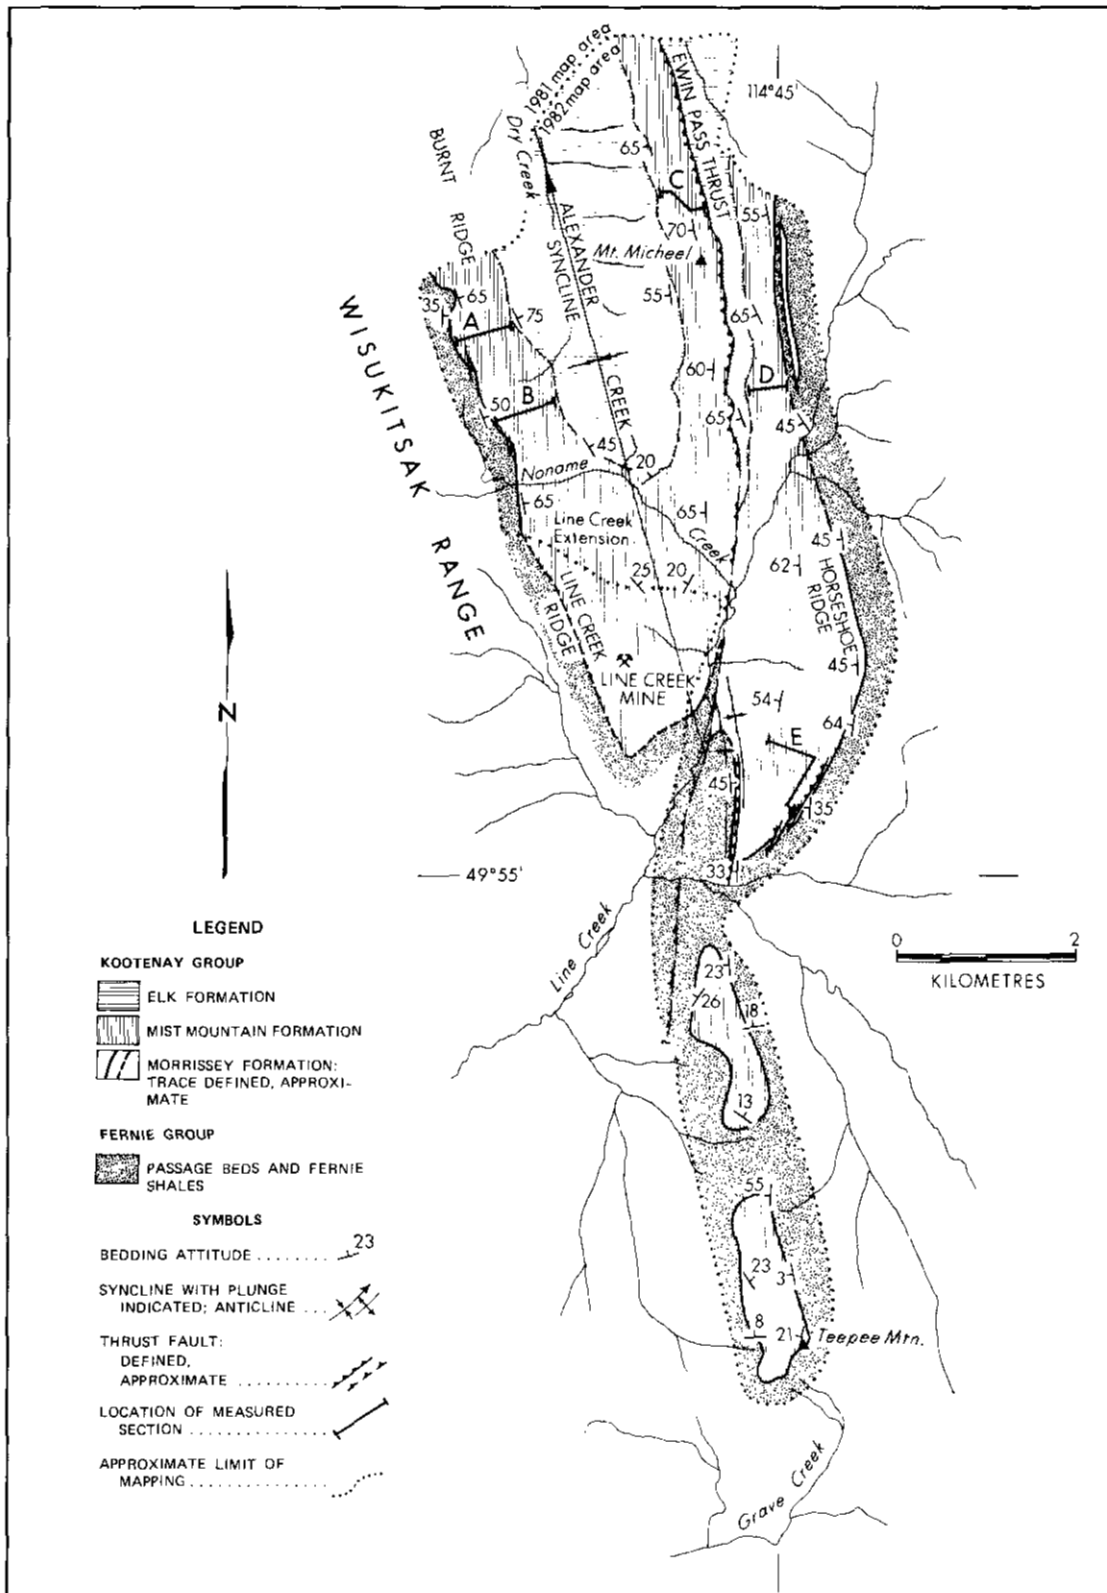 1981 map area
1982 map area
114°45'
EWIN PASS THRUST
Dry Creek
BURNT
RIDGE
65
C
55
70
ALEXANDER
SYNCLINE
Mt. Micheel
65
35
75
55
65
A
WISUKITSAK
RANGE
60
D
B
50
CREEK
65
45
45
20
Noname
Creek
65
65
Line Creek
Extension
45
62
25
20
HORSESHOE
RIDGE
LINE CREEK
RIDGE
45
LINE CREEK
MINE
54
64
E
N
45
35
33
49°55'
Line Creek
0 2
KILOMETRES
23
26
18
13
55
23
3
8
21
Teepee Mtn.
Grave Creek
LEGEND
KOOTENAY GROUP
ELK FORMATION
MIST MOUNTAIN FORMATION
MORRISSEY FORMATION:
TRACE DEFINED, APPROXI-
MATE
FERNIE GROUP
PASSAGE BEDS AND FERNIE
SHALES
SYMBOLS
BEDDING ATTITUDE ........ 23
SYNCLINE WITH PLUNGE
INDICATED; ANTICLINE ...
THRUST FAULT:
DEFINED,
APPROXIMATE ............
LOCATION OF MEASURED
SECTION ................
APPROXIMATE LIMIT OF
MAPPING ................